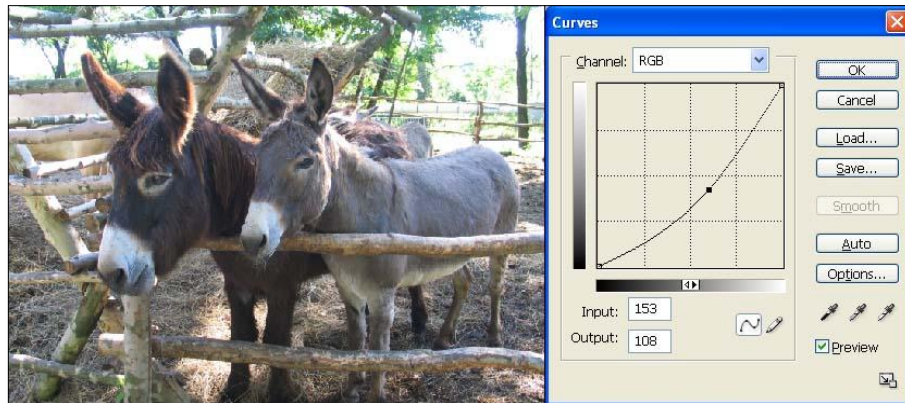 Curves
Channel: RGB
OK
Cancel
Load...
Save...
Smooth
Auto
Options...
Input: 153
Output: 108
Preview